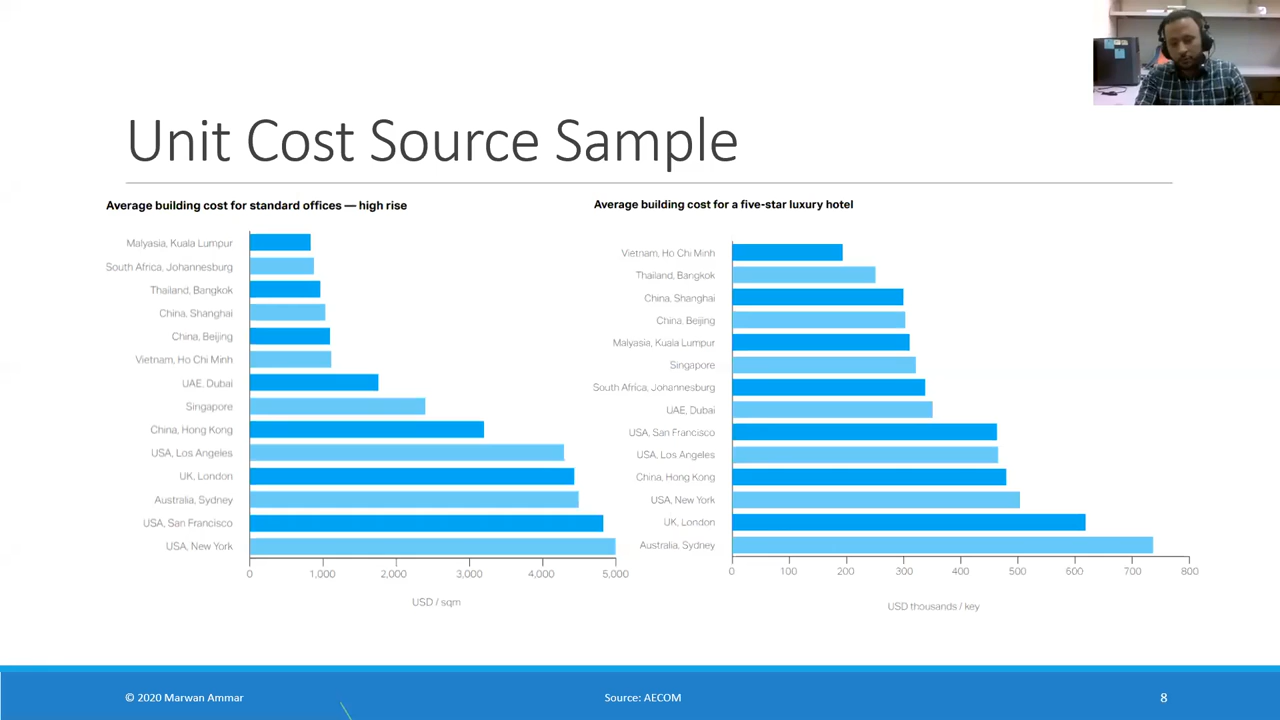 Unit Cost Source Sample
Average building cost for standard offices — high rise
Malyasia, Kuala Lumpur
South Africa, Johannesburg
Thailand, Bangkok
China, Shanghai
China, Beijing
Vietnam, Ho Chi Minh
UAE, Dubai
Singapore
China, Hong Kong
USA, Los Angeles
UK, London
Australia, Sydney
USA, San Francisco
USA, New York
0 1,000 2,000 3,000 4,000 5,000
USD / sqm
Average building cost for a five-star luxury hotel
Vietnam, Ho Chi Minh
Thailand, Bangkok
China, Shanghai
China, Beijing
Malyasia, Kuala Lumpur
Singapore
South Africa, Johannesburg
UAE, Dubai
USA, San Francisco
USA, Los Angeles
China, Hong Kong
USA, New York
UK, London
Australia, Sydney
0 100 200 300 400 500 600 700 800
USD thousands / key
© 2020 Marwan Ammar
Source: AECOM
8